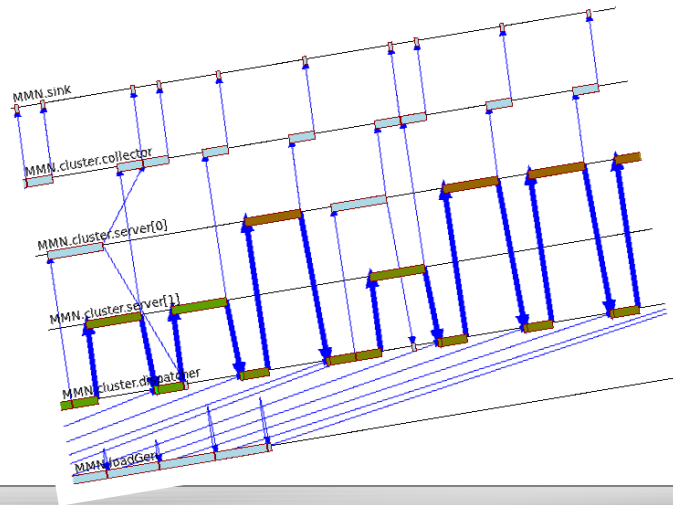 MMN.sink
MMN.cluster.collector
MMN.cluster.server[0]
MMN.cluster.server[1]
MMN.cluster.dispatcher
MMN.loadGen